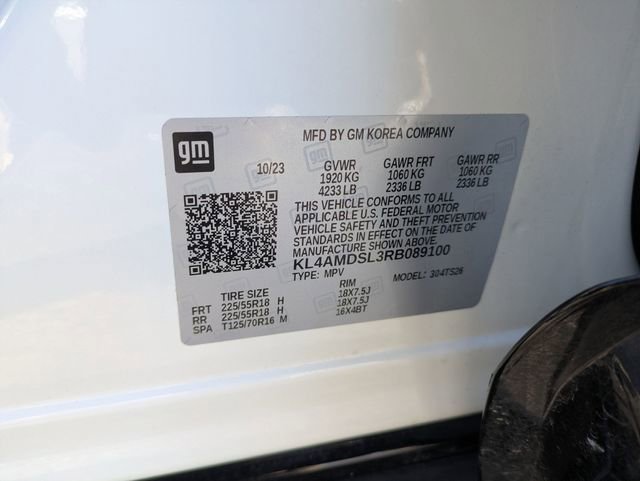 gm
MFD BY GM KOREA COMPANY
10/23 GVWR GAWR FRT GAWR RR
1920 KG 1060 KG 1060 KG
4233 LB 2336 LB 2336 LB
THIS VEHICLE CONFORMS TO ALL
APPLICABLE U.S. FEDERAL MOTOR
VEHICLE SAFETY AND THEFT PREVENTION
STANDARDS IN EFFECT ON THE DATE OF
MANUFACTURE SHOWN ABOVE.
KL4AMDSL3RB089100
TYPE: MPV MODEL: 304TS26
TIRE SIZE RIM
FRT 225/55R18 H 18X7.5J
RR 225/55R18 H 18X7.5J
SPA T125/70R16 M 16X4BT